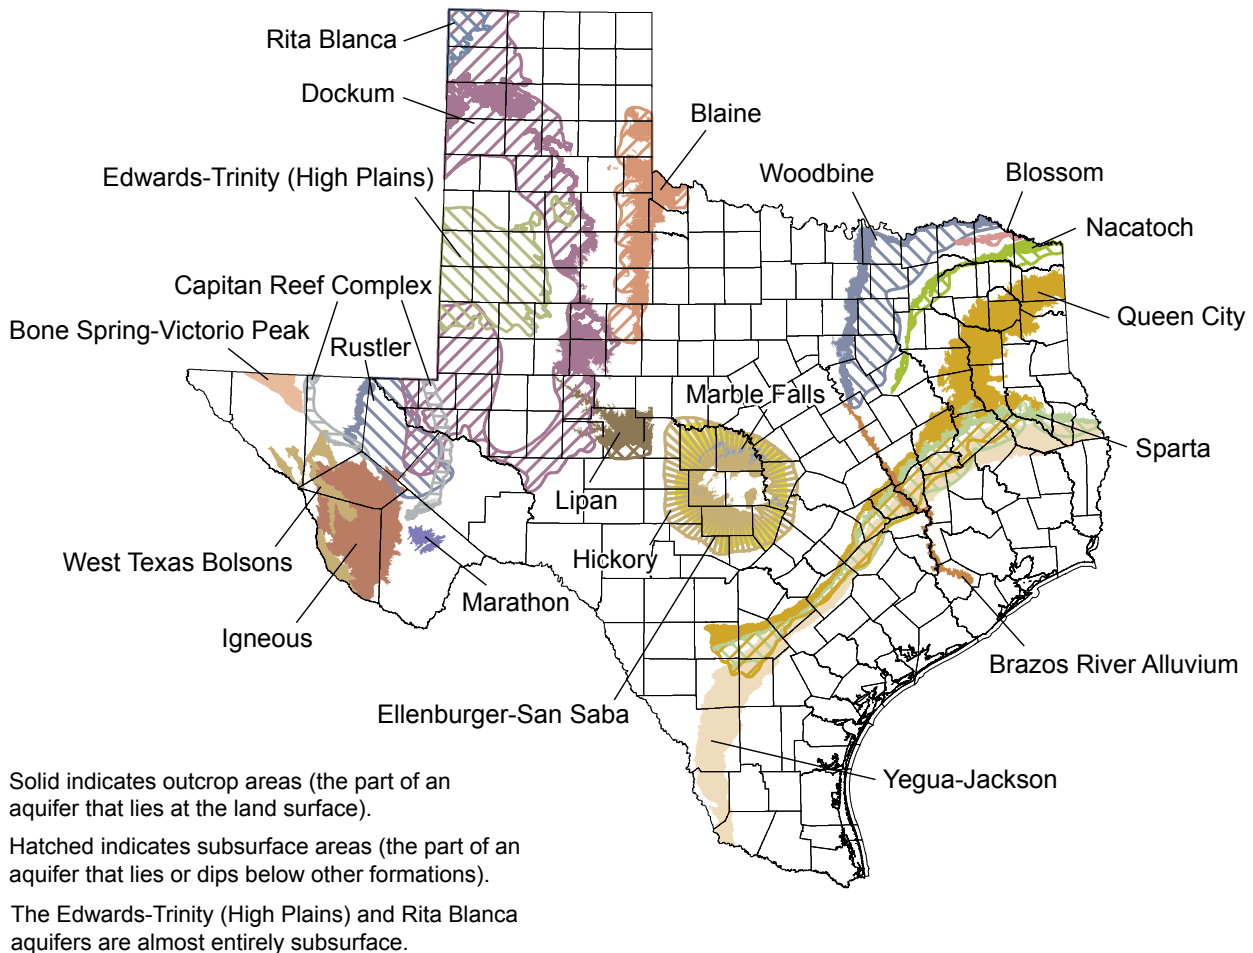 Rita Blanca
Dockum
Blaine
Edwards-Trinity (High Plains)
Woodbine
Blossom
Nacatoch
Capitan Reef Complex
Queen City
Bone Spring-Victorio Peak
Rustler
Marble Falls
Sparta
Lipan
West Texas Bolsons
Hickory
Marathon
Igneous
Brazos River Alluvium
Ellenburger-San Saba
Yegua-Jackson
Solid indicates outcrop areas (the part of an
aquifer that lies at the land surface).
Hatched indicates subsurface areas (the part of an
aquifer that lies or dips below other formations).
The Edwards-Trinity (High Plains) and Rita Blanca
aquifers are almost entirely subsurface.